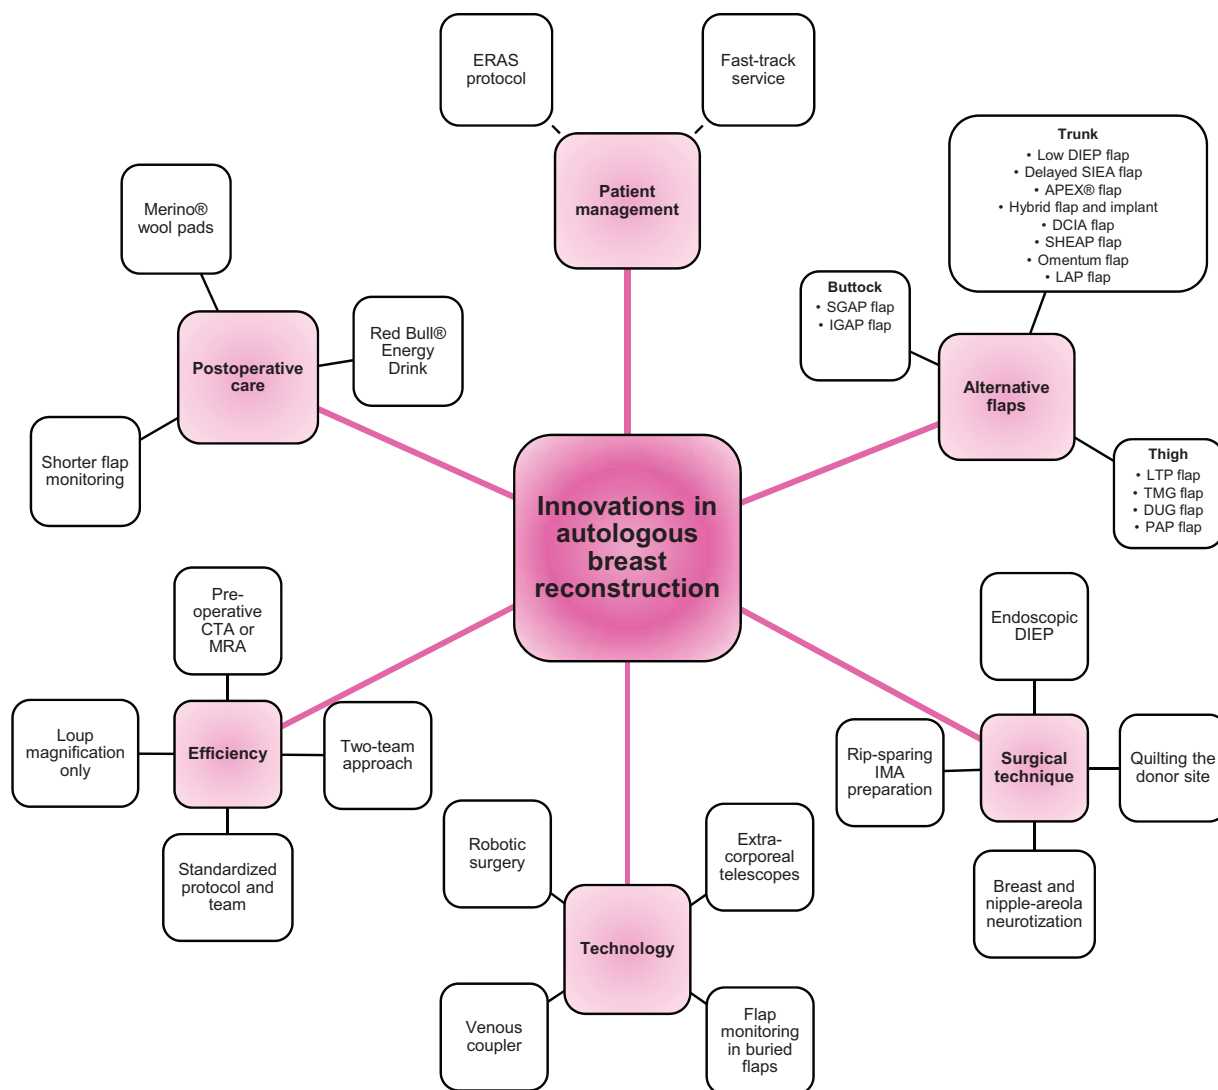 ERAS
protocol
Fast-track
service
Patient
management
Trunk
• Low DIEP flap
• Delayed SIEA flap
• APEX® flap
• Hybrid flap and implant
• DCIA flap
• SHEAP flap
• Omentum flap
• LAP flap
Buttock
• SGAP flap
• IGAP flap
Alternative
flaps
Thigh
• LTP flap
• TMG flap
• DUG flap
• PAP flap
Merino®
wool pads
Postoperative
care
Red Bull®
Energy
Drink
Shorter flap
monitoring
Innovations in
autologous
breast
reconstruction
Pre-
operative
CTA or
MRA
Loup
magnification
only
Efficiency
Two-team
approach
Standardized
protocol and
team
Endoscopic
DIEP
Rip-sparing
IMA
preparation
Surgical
technique
Quilting the
donor site
Breast and
nipple-areola
neurotization
Robotic
surgery
Extra-
corporeal
telescopes
Technology
Venous
coupler
Flap
monitoring
in buried
flaps